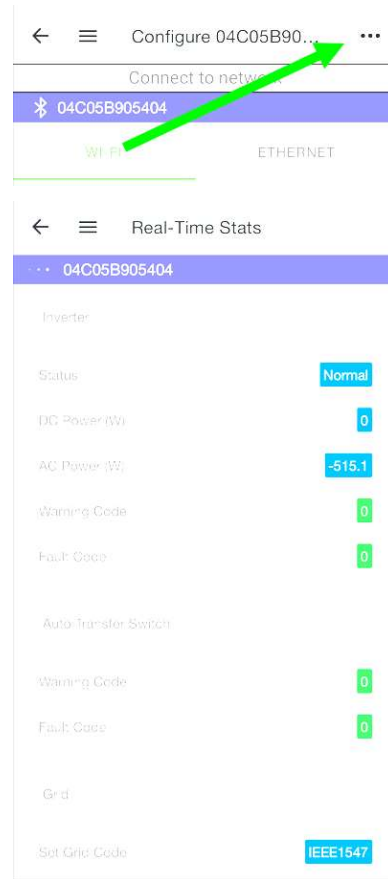 Configure 04C05B90...
Connect to networ
04C05B905404
WI-FI
ETHERNET
Real-Time Stats
04C05B905404
Inverter
Status Normal
DC Power (W) 0
AC Power (W) -515.1
Warning Code 0
Fault Code 0
Auto Transfer Switch
Warning Code 0
Fault Code 0
Grid
Set Grid Code IEEE1547